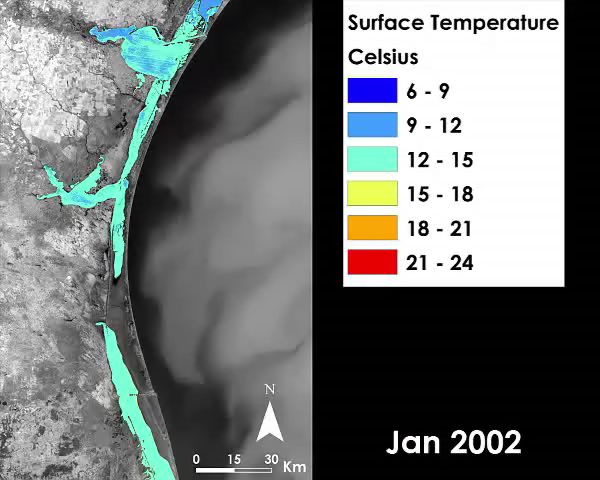 Surface Temperature
Celsius
6 - 9
9 - 12
12 - 15
15 - 18
18 - 21
21 - 24
N
0 15 30 Km
Jan 2002